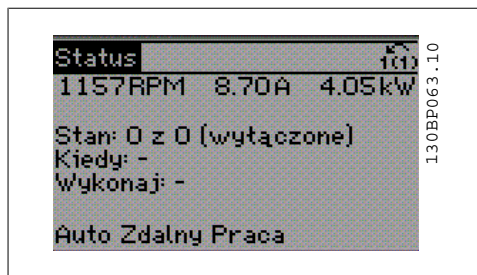 Status 1(1)
1157RPM 8.70A 4.05kW
Stan: 0 z 0 (wyłączone)
Kiedy: -
Wykonaj: -
Auto Zdalny Praca
130BP063.10